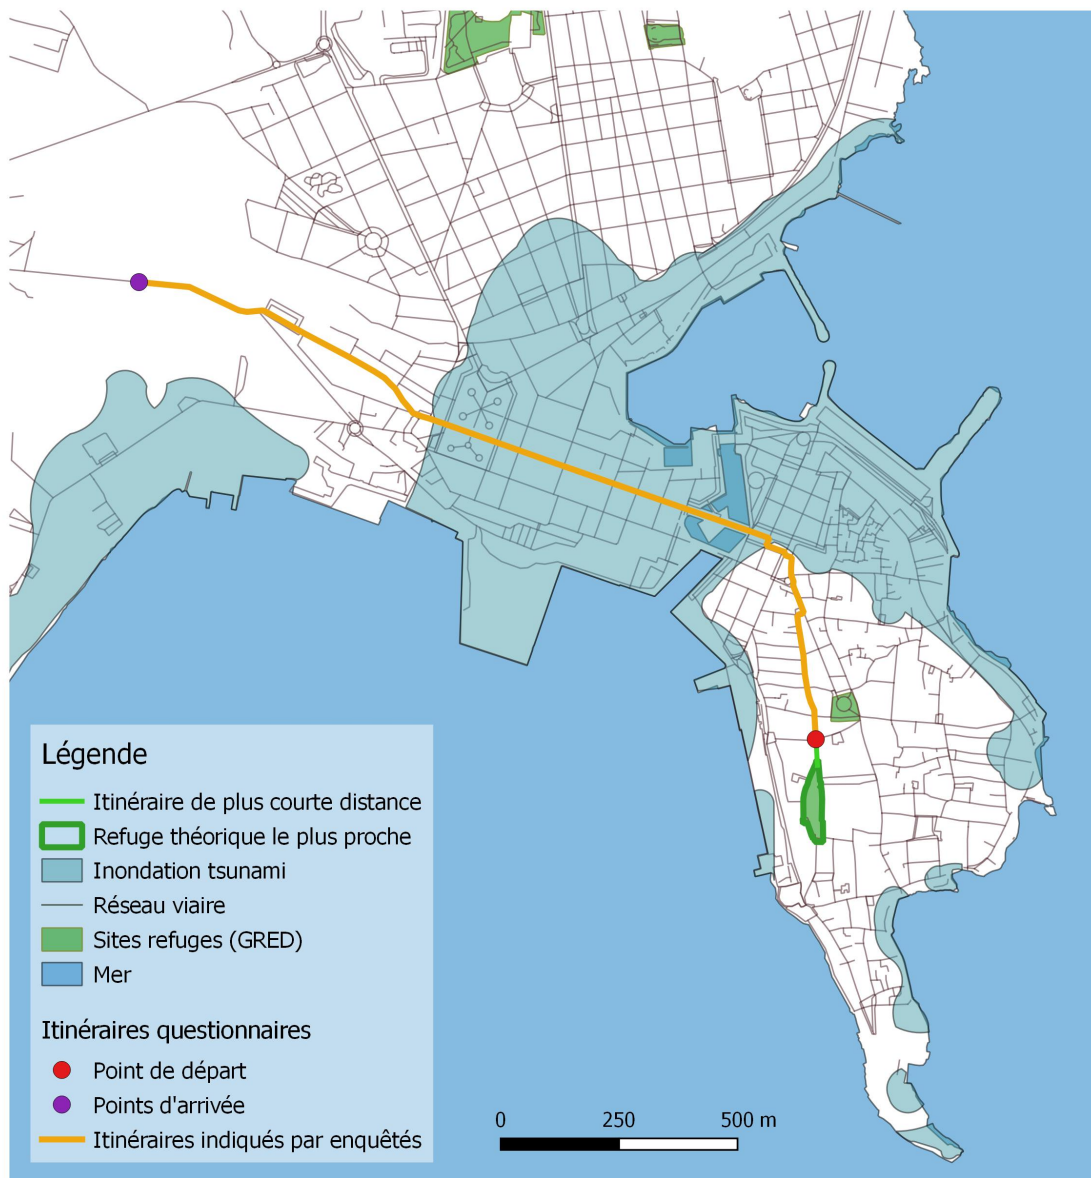 Légende
Itinéraire de plus courte distance
Refuge théorique le plus proche
Inondation tsunami
Réseau viaire
Sites refuges (GRED)
Mer
Itinéraires questionnaires
Point de départ
Points d'arrivée
Itinéraires indiqués par enquêtés
0 250 500 m